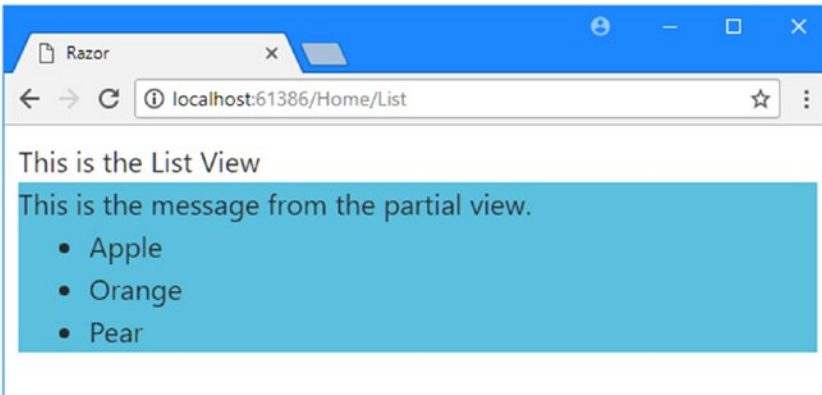 Razor
localhost:61386/Home/List
This is the List View
This is the message from the partial view.
• Apple
• Orange
• Pear